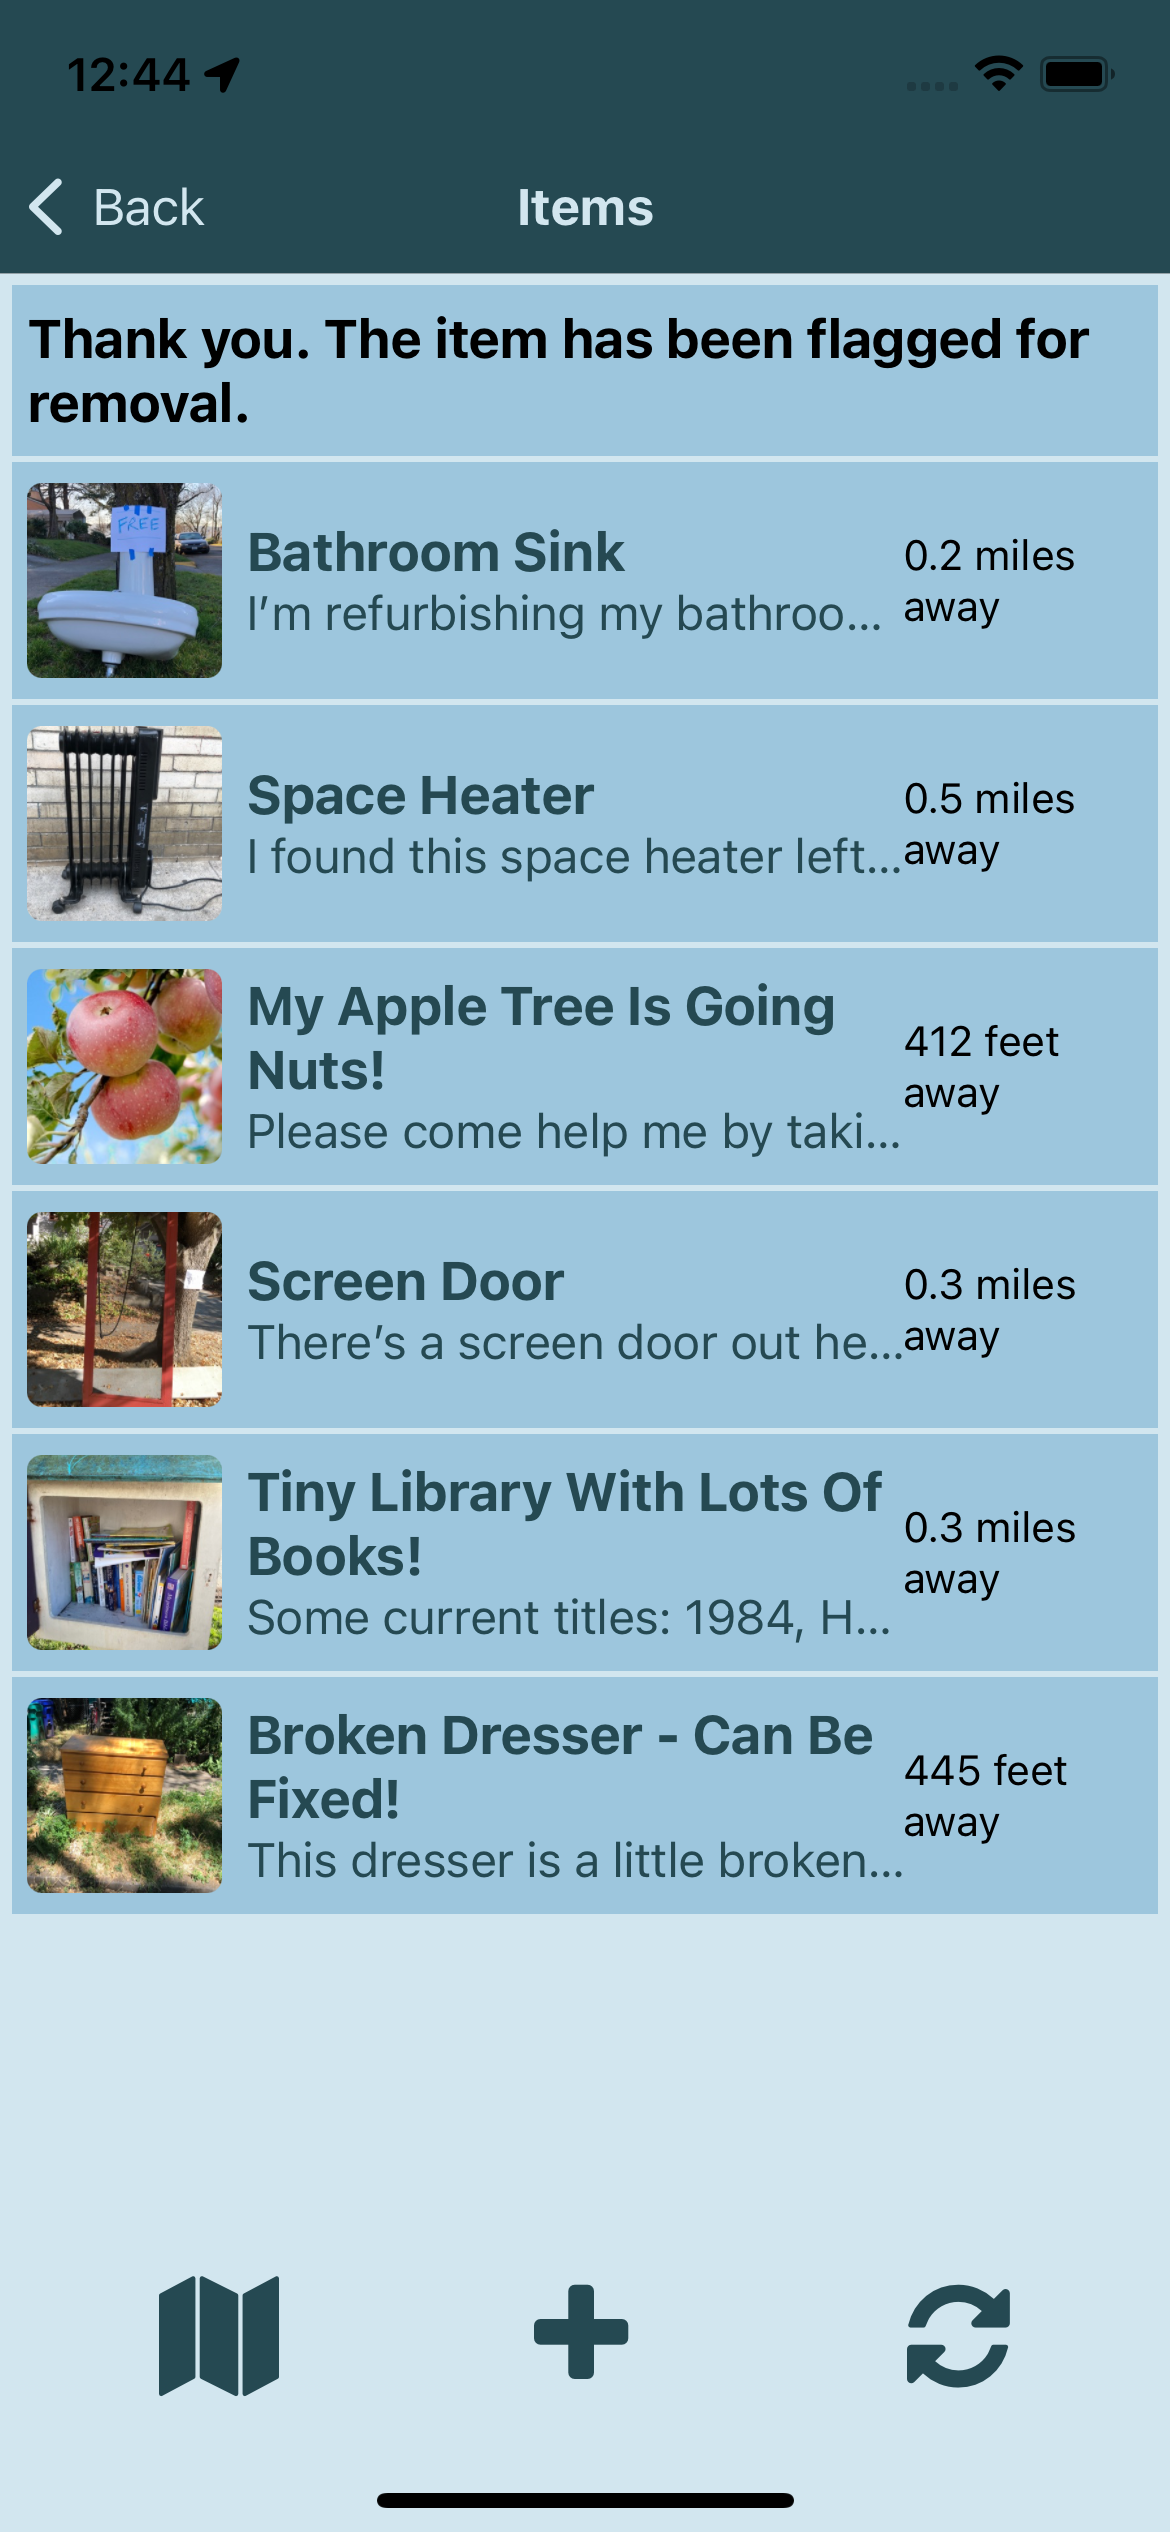 12:44
Back
Items
Thank you. The item has been flagged for
removal.
FREE
Bathroom Sink
I'm refurbishing my bathroo...
0.2 miles
away
Space Heater
I found this space heater left...
0.5 miles
away
My Apple Tree Is Going
Nuts!
Please come help me by taki...
412 feet
away
Screen Door
There's a screen door out he...
0.3 miles
away
Tiny Library With Lots Of
Books!
Some current titles: 1984, H...
0.3 miles
away
Broken Dresser - Can Be
Fixed!
This dresser is a little broken...
445 feet
away